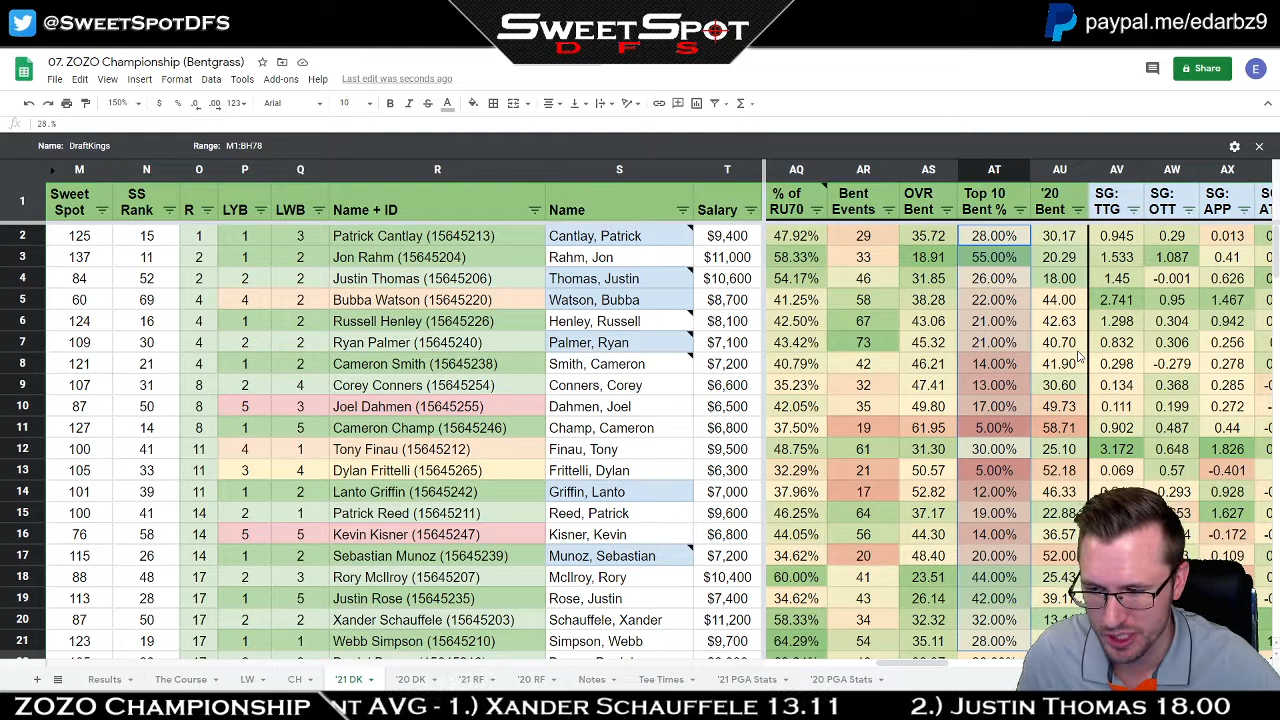 @SweetSpotDFS
SweetSpot
DFS
paypal.me/edarbz9
07. ZOZO Championship (Bentgrass)
File Edit View Insert Format Data Tools Add-ons Help Last edit was seconds ago
Share
E
150% $ % .0 .00 123 Arial 10 B I S A
fx 28.%
Name: DraftKings Range: M1:BH78
M N O P Q R S T AQ AR AS AT AU AV AW AX
1 Sweet Spot SS Rank R LYB LWB Name + ID Name Salary % of RU70 Bent Events OVR Bent Top 10 Bent % '20 Bent SG: TTG SG: OTT SG: APP
2 125 15 1 1 3 Patrick Cantlay (15645213) Cantlay, Patrick $9,400 47.92% 29 35.72 28.00% 30.17 0.945 0.29 0.013
3 137 11 2 1 2 Jon Rahm (15645204) Rahm, Jon $11,000 58.33% 33 18.91 55.00% 20.29 1.533 1.087 0.41
4 84 52 2 1 2 Justin Thomas (15645206) Thomas, Justin $10,600 54.17% 46 31.85 26.00% 18.00 1.45 -0.001 0.626
5 60 69 4 4 2 Bubba Watson (15645220) Watson, Bubba $8,700 41.25% 58 38.28 22.00% 44.00 2.741 0.95 1.467
6 124 16 4 1 2 Russell Henley (15645226) Henley, Russell $8,100 42.50% 67 43.06 21.00% 42.63 1.298 0.304 0.942
7 109 30 4 2 2 Ryan Palmer (15645240) Palmer, Ryan $7,100 43.42% 73 45.32 21.00% 40.70 0.832 0.306 0.256
8 121 21 4 1 2 Cameron Smith (15645238) Smith, Cameron $7,200 40.79% 42 46.21 14.00% 41.90 0.298 -0.279 0.278
9 107 31 8 2 4 Corey Conners (15645254) Conners, Corey $6,600 35.23% 32 47.41 13.00% 30.60 0.134 0.368 0.285
10 87 50 8 5 3 Joel Dahmen (15645255) Dahmen, Joel $6,500 42.05% 35 49.80 17.00% 49.73 0.111 0.199 0.272
11 127 14 8 1 5 Cameron Champ (15645246) Champ, Cameron $6,800 37.50% 19 61.95 5.00% 58.71 0.902 0.487 0.44
12 100 41 11 4 1 Tony Finau (15645212) Finau, Tony $9,500 48.75% 61 31.30 30.00% 25.10 3.172 0.648 1.826
13 105 33 11 3 4 Dylan Frittelli (15645265) Frittelli, Dylan $6,300 32.29% 21 50.57 5.00% 52.18 0.069 0.57 -0.401
14 101 39 11 1 2 Lanto Griffin (15645242) Griffin, Lanto $7,000 37.96% 17 52.82 12.00% 46.33 0.293 0.928
15 100 41 14 2 1 Patrick Reed (15645211) Reed, Patrick $9,600 46.25% 64 37.17 19.00% 22.88 1.627
16 76 58 14 5 5 Kevin Kisner (15645247) Kisner, Kevin $6,800 44.05% 56 44.30 14.00% 36.57 -0.172
17 115 26 14 1 2 Sebastian Munoz (15645239) Munoz, Sebastian $7,200 34.62% 20 48.40 20.00% 52.00 0.109
18 88 48 17 2 3 Rory McIlroy (15645207) McIlroy, Rory $10,400 60.00% 41 23.51 44.00% 25.43
19 113 28 17 1 2 Justin Rose (15645235) Rose, Justin $7,400 34.62% 43 26.14 42.00% 39.17
20 87 50 17 2 2 Xander Schauffele (15645203) Schauffele, Xander $11,200 58.33% 34 32.32 32.00%
21 123 19 17 1 1 Webb Simpson (15645210) Simpson, Webb $9,700 64.29% 54 35.11 28.00%
Results The Course LW CH '21 DK '20 DK '21 RF '20 RF Notes Tee Times '21 PGA Stats '20 PGA Stats
ZOZO Championship nt AVG - 1.) Xander Schauffele 13.11 2.) Justin Thomas 18.00